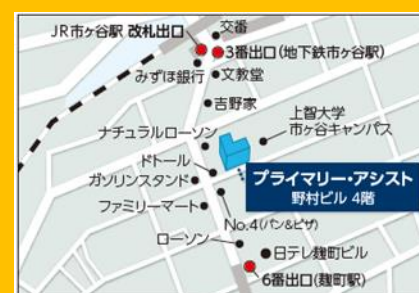 交番
JR市ヶ谷駅 改札出口
3番出口(地下鉄市ヶ谷駅)
みずほ銀行
文教堂
吉野家
上智大学
市ヶ谷キャンパス
ナチュラルローソン
ドトール
ガソリンスタンド
プライマリー・アシスト
野村ビル 4階
ファミリーマート
No.4(パン&ピザ)
ローソン
日テレ麹町ビル
6番出口(麹町駅)